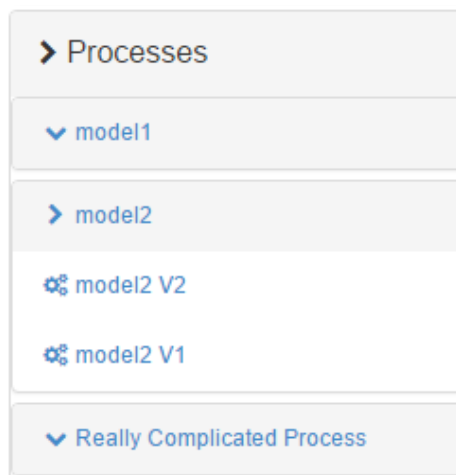 Processes
model1
model2
model2 V2
model2 V1
Really Complicated Process